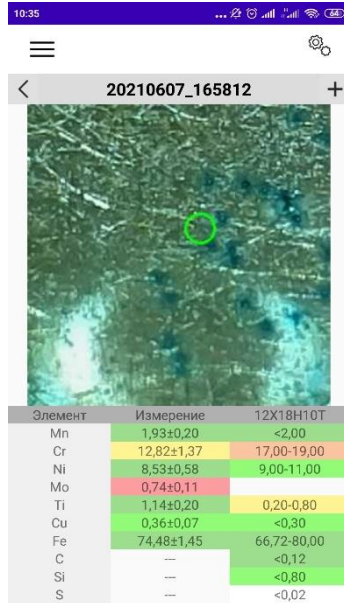 10:35
... 64
20210607_165812 +
Элемент Измерение 12Х18Н10Т
Mn 1,93±0,20 <2,00
Cr 12,82±1,37 17,00-19,00
Ni 8,53±0,58 9,00-11,00
Mo 0,74±0,11
Ti 1,14±0,20 0,20-0,80
Cu 0,36±0,07 <0,30
Fe 74,48±1,45 66,72-80,00
C --- <0,12
Si --- <0,80
S --- <0,02